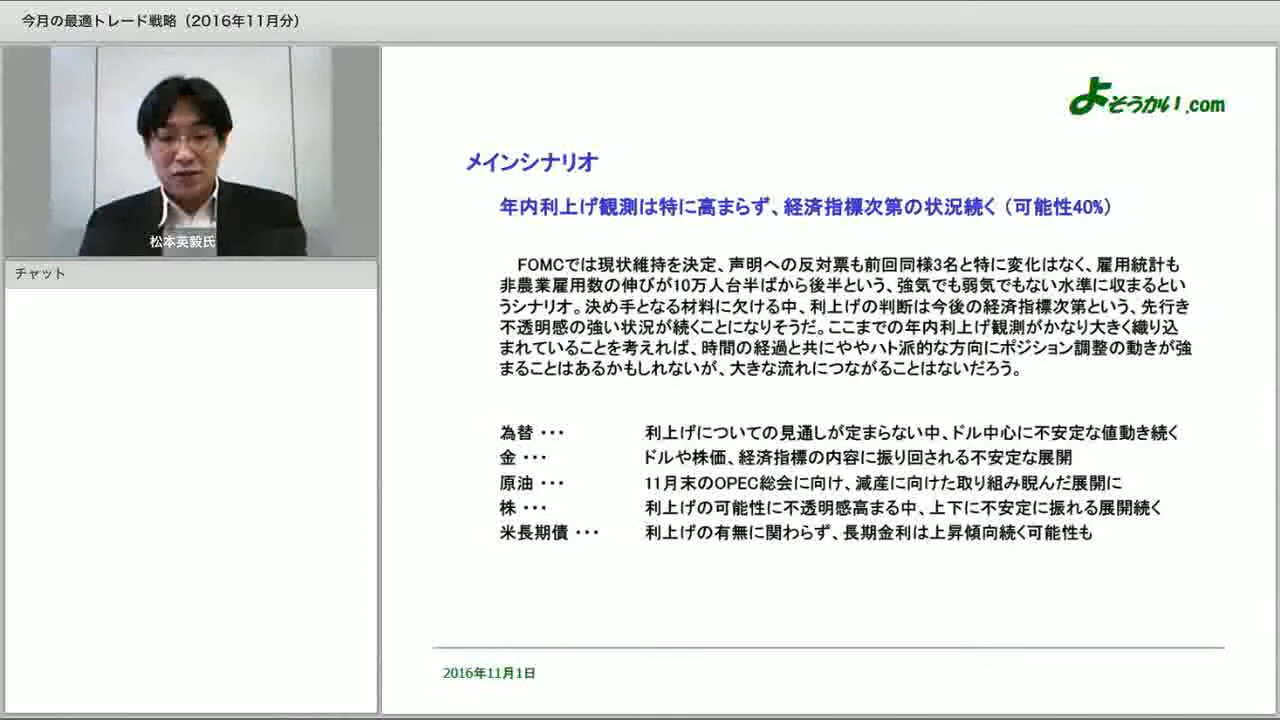 今月の最適トレード戦略（2016年11月分）
松本英毅氏
チャット
よそうかい.com
メインシナリオ
年内利上げ観測は特に高まらず、経済指標次第の状況続く（可能性40%）
FOMCでは現状維持を決定、声明への反対票も前回同様3名と特に変化はなく、雇用統計も
非農業雇用数の伸びが10万人台半ばから後半という、強気でも弱気でもない水準に収まるとい
うシナリオ。決め手となる材料に欠ける中、利上げの判断は今後の経済指標次第という、先行き
不透明感の強い状況が続くことになりそうだ。ここまでの年内利上げ観測がかなり大きく織り込
まれていることを考えれば、時間の経過と共にややハト派的な方向にポジション調整の動きが強
まることはあるかもしれないが、大きな流れにつながることはないだろう。
為替・・・ 利上げについての見通しが定まらない中、ドル中心に不安定な値動き続く
金・・・ ドルや株価、経済指標の内容に振り回される不安定な展開
原油・・・ 11月末のOPEC総会に向け、減産に向けた取り組み睨んだ展開に
株・・・ 利上げの可能性に不透明感高まる中、上下に不安定に振れる展開続く
米長期債・・・ 利上げの有無に関わらず、長期金利は上昇傾向続く可能性も
2016年11月1日